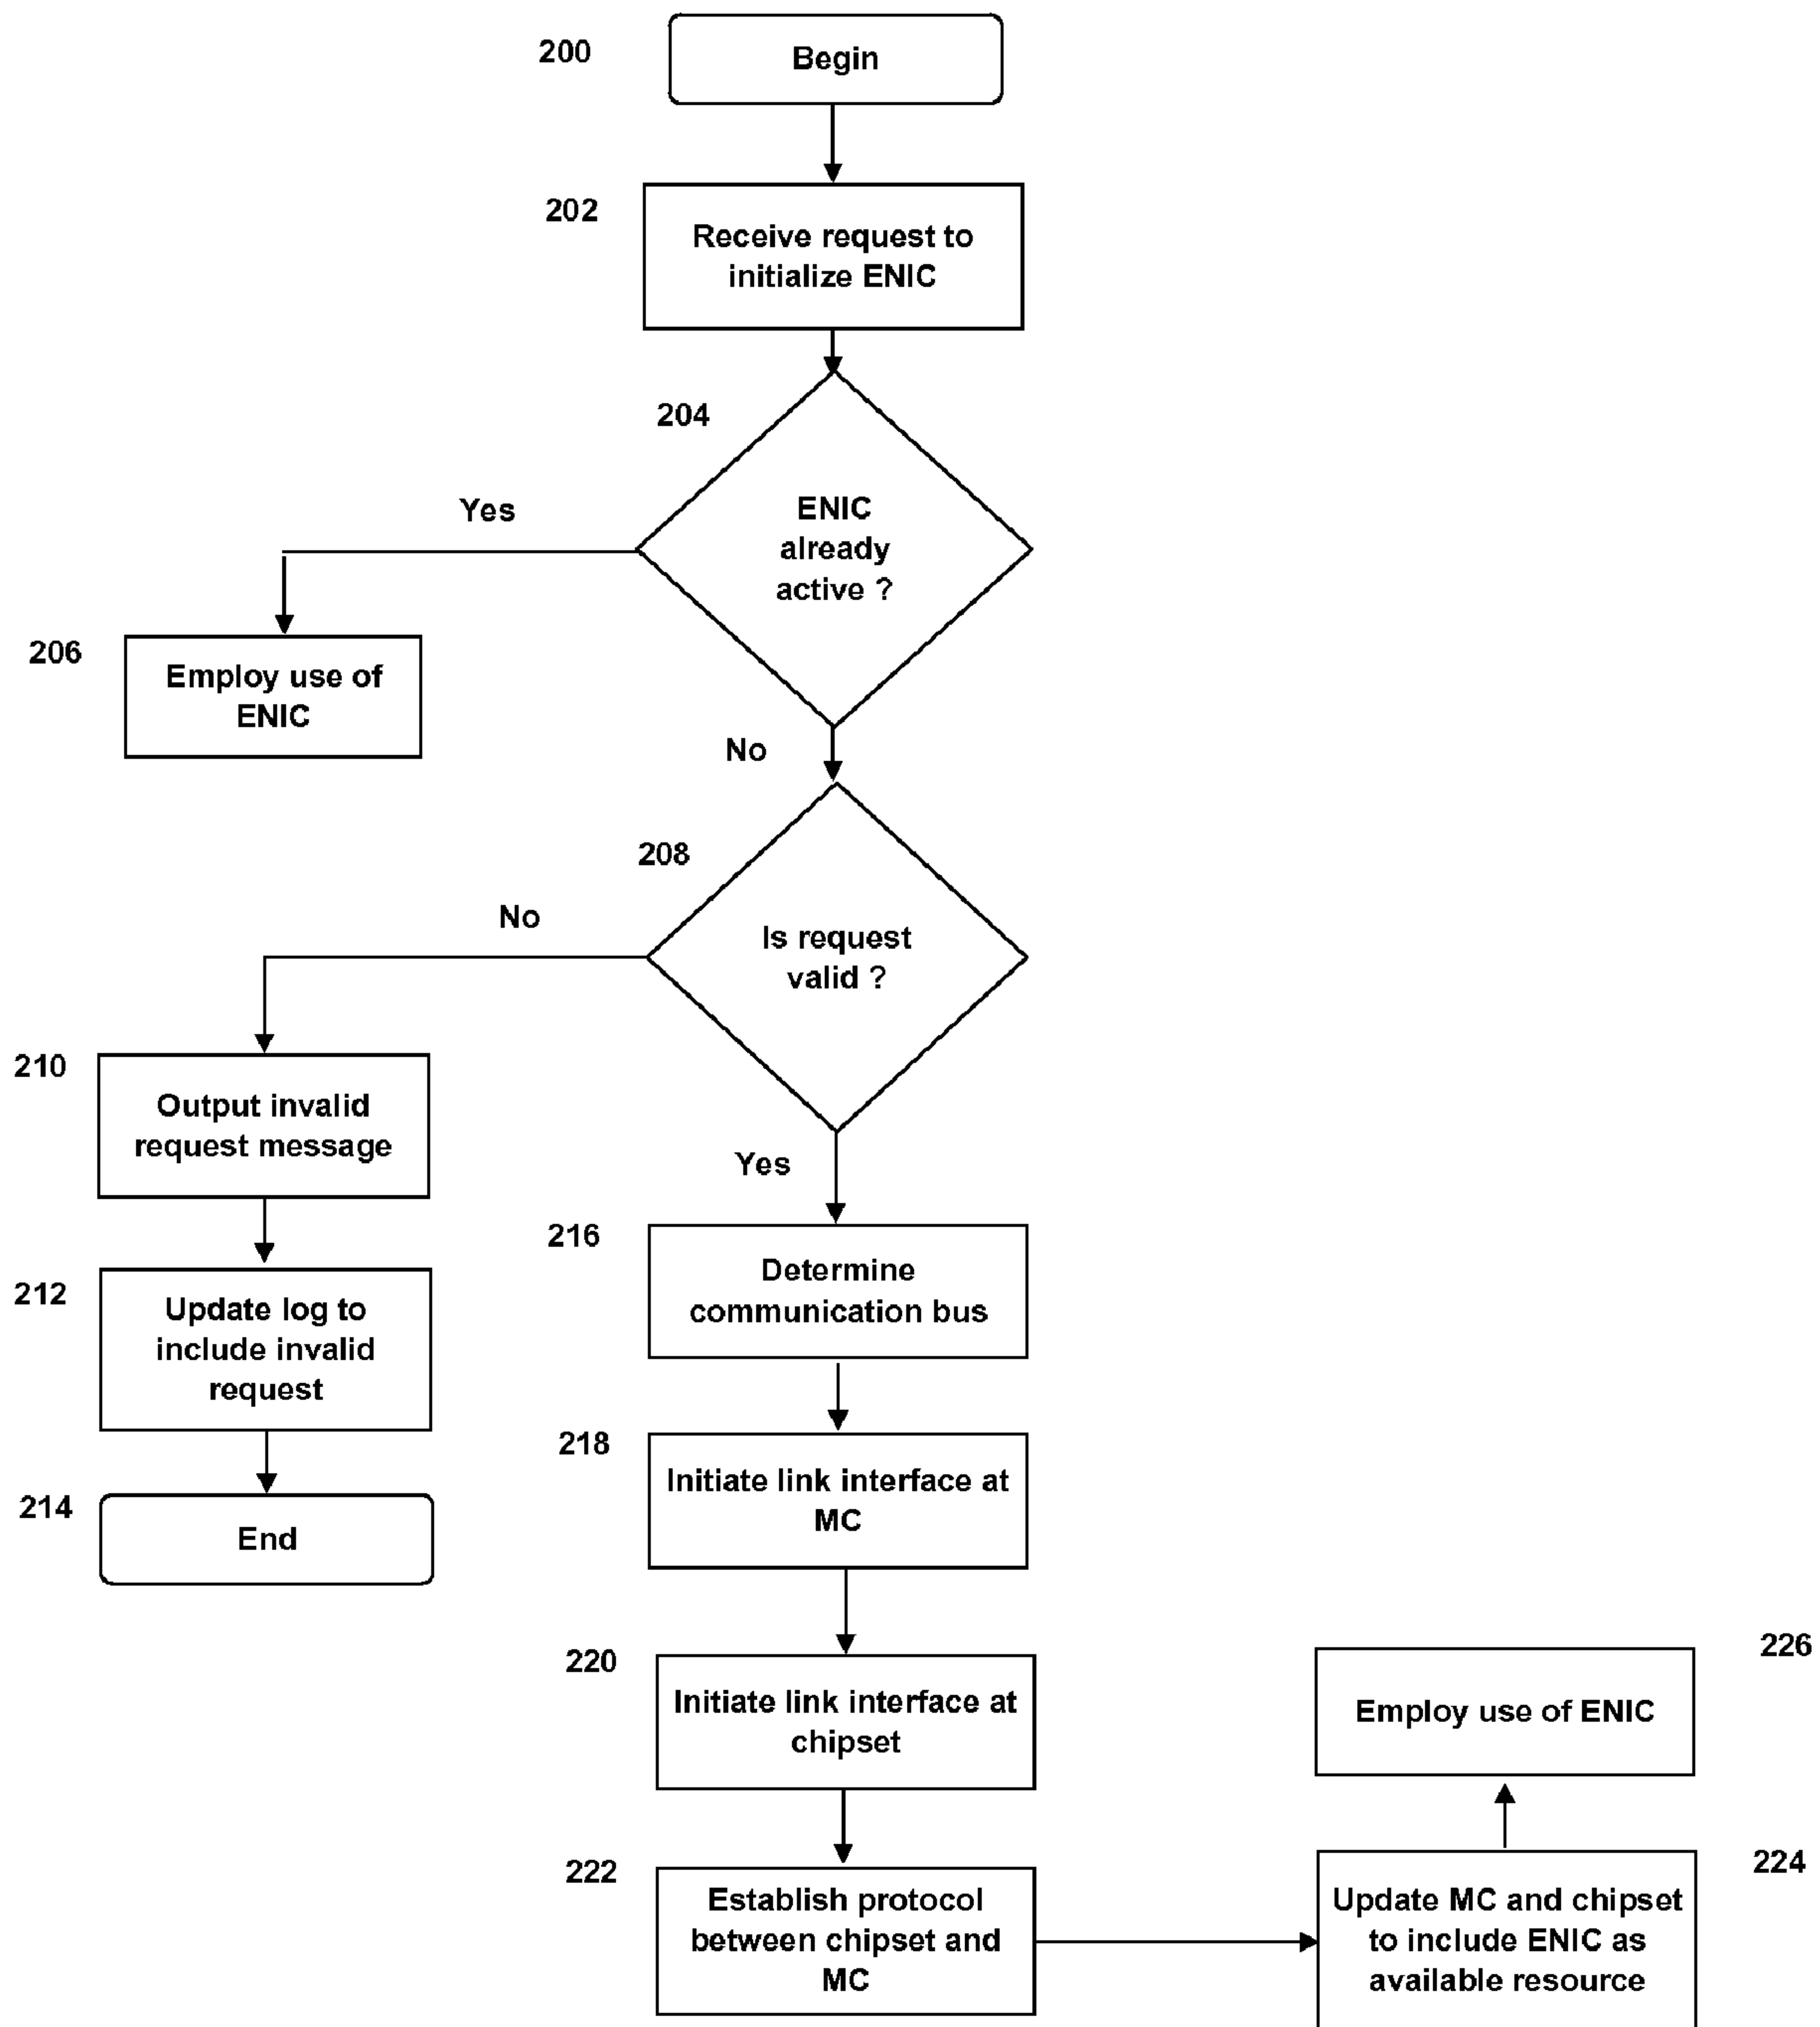 200
Begin
202
Receive request to
initialize ENIC
204
ENIC
already
active ?
Yes
206
Employ use of
ENIC
No
208
Is request
valid ?
No
210
Output invalid
request message
212
Update log to
include invalid
request
214
End
Yes
216
Determine
communication bus
218
Initiate link interface at
MC
220
Initiate link interface at
chipset
222
Establish protocol
between chipset and
MC
224
Update MC and chipset
to include ENIC as
available resource
226
Employ use of ENIC